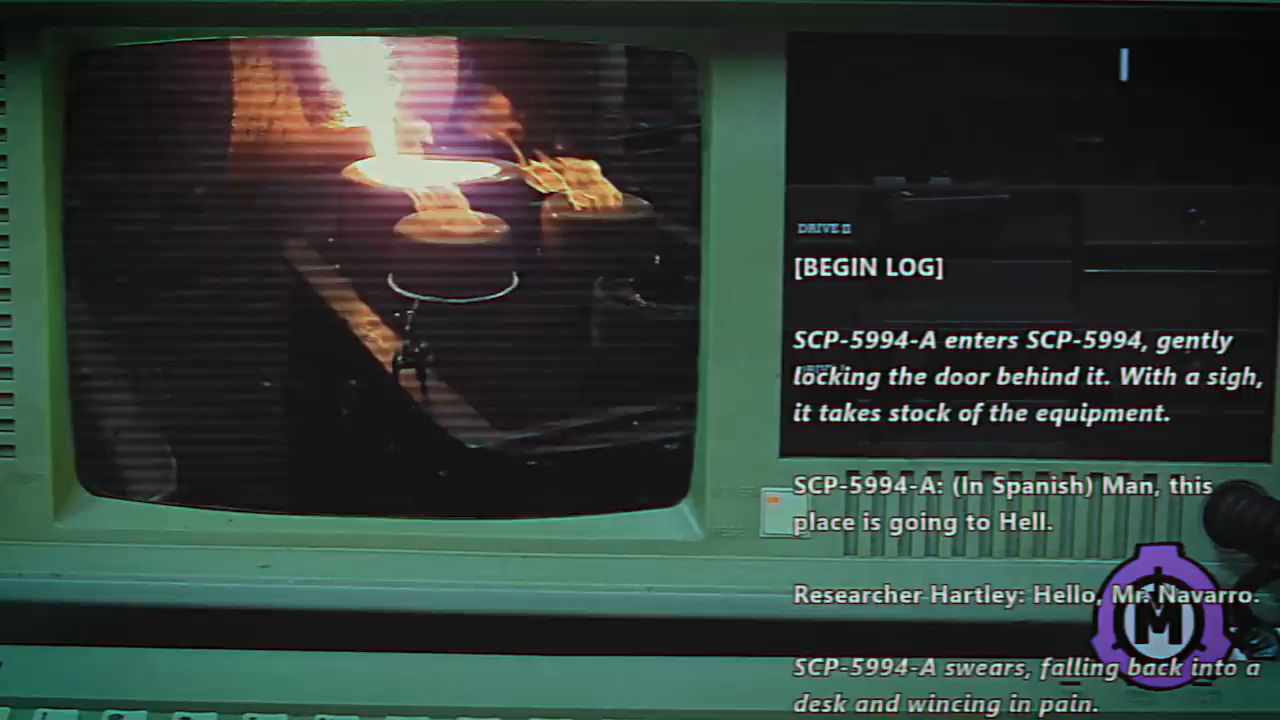 DRIVE
[BEGIN LOG]
SCP-5994-A enters SCP-5994, gently
locking the door behind it. With a sigh,
it takes stock of the equipment.
SCP-5994-A: (In Spanish) Man, this
place is going to Hell.
Researcher Hartley: Hello, Mr. Navarro.
M
SCP-5994-A swears, falling back into a
desk and wincing in pain.